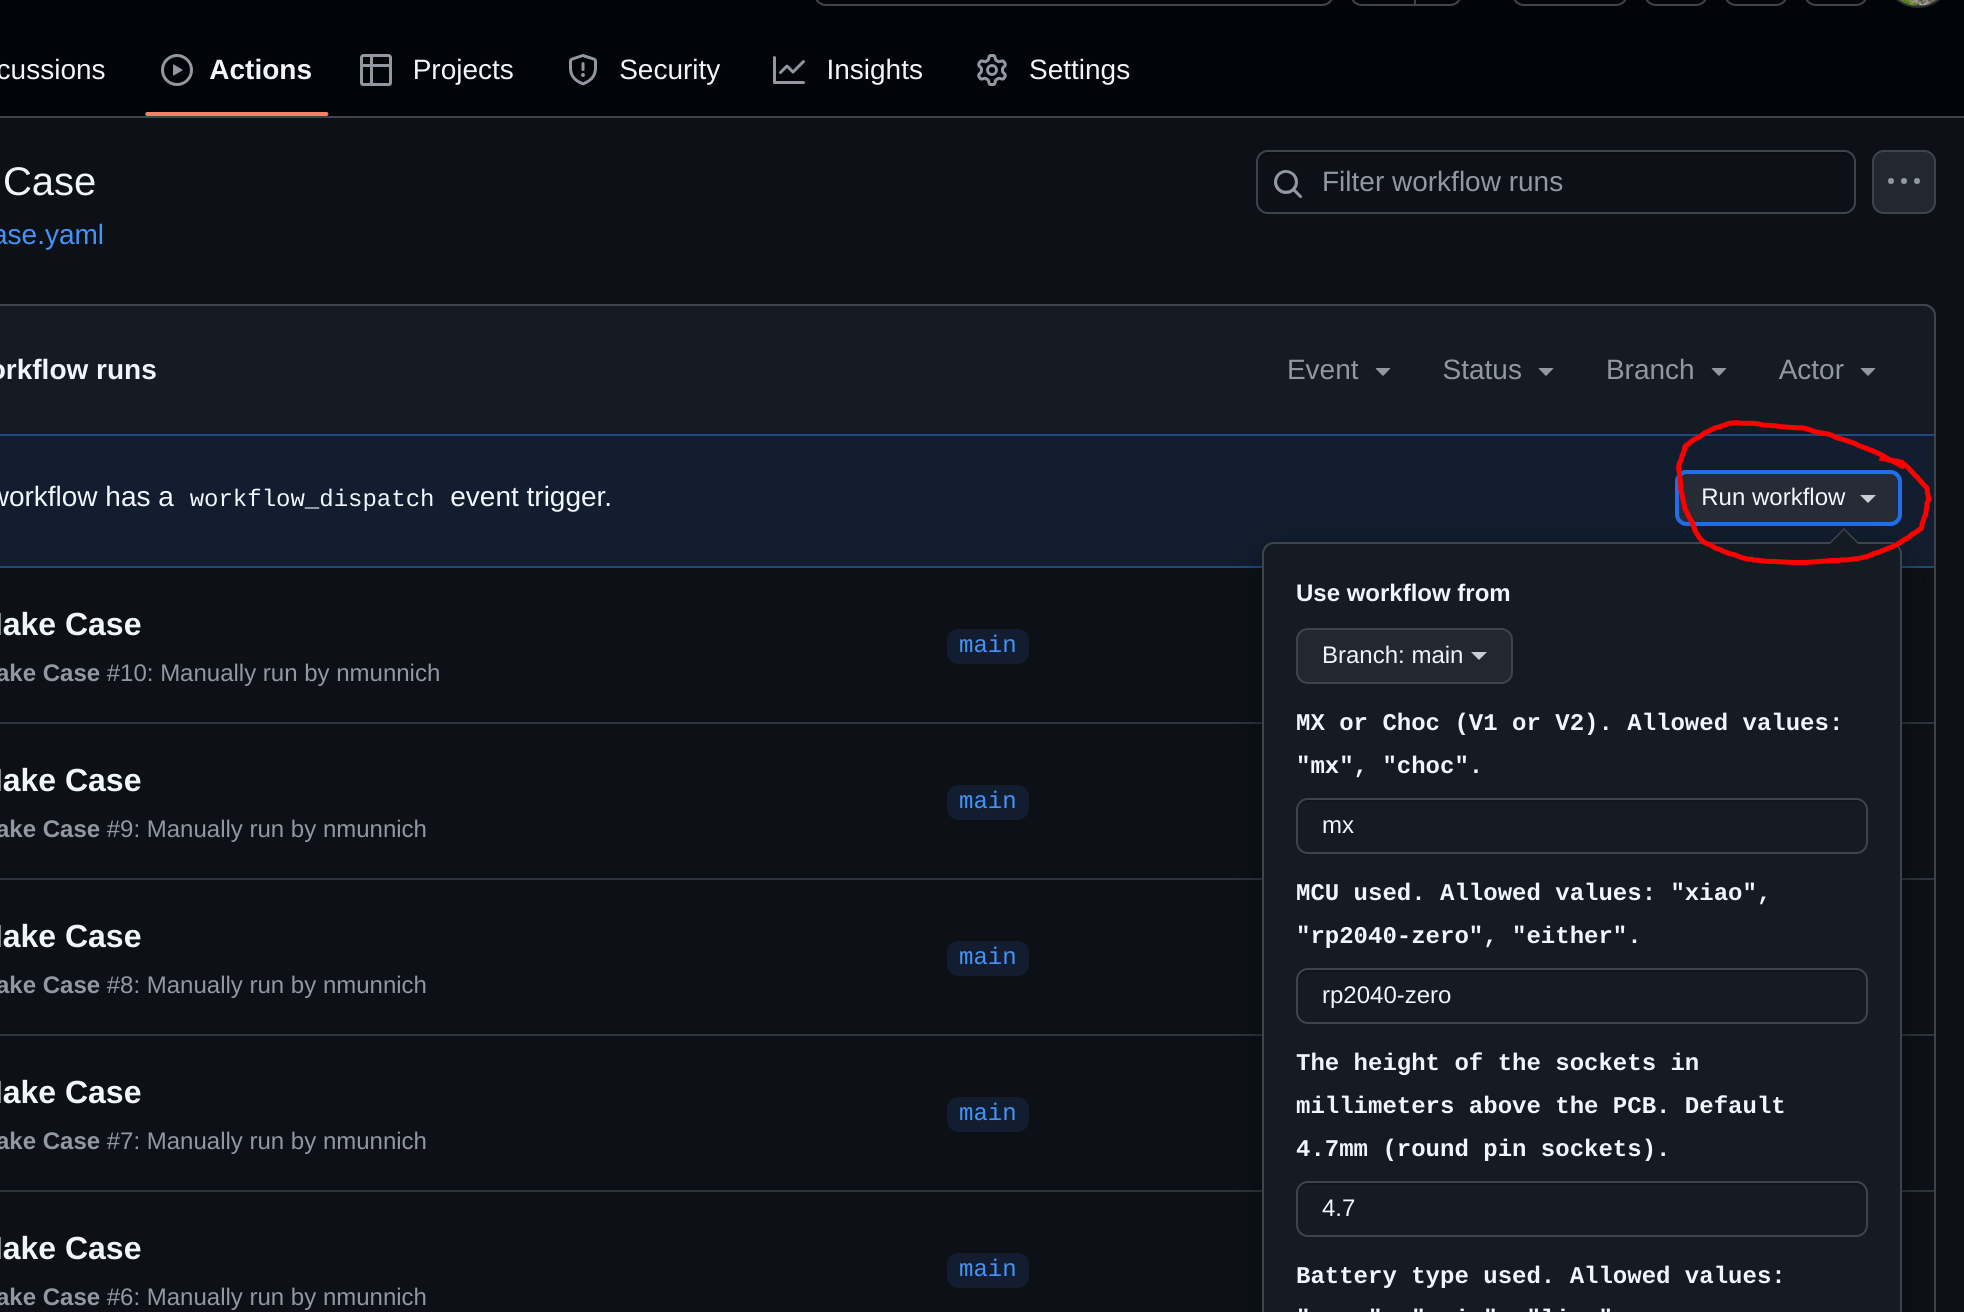 cussions
Actions
Projects
Security
Insights
Settings
Case
ase.yaml
Filter workflow runs
orkflow runs
Event
Status
Branch
Actor
workflow has a workflow_dispatch event trigger.
Run workflow
Use workflow from
Branch: main
MX or Choc (V1 or V2). Allowed values:
"mx", "choc".
mx
MCU used. Allowed values: "xiao",
"rp2040-zero", "either".
rp2040-zero
The height of the sockets in
millimeters above the PCB. Default
4.7mm (round pin sockets).
4.7
Battery type used. Allowed values:
ake Case
ake Case #10: Manually run by nmunnich
main
ake Case
ake Case #9: Manually run by nmunnich
main
ake Case
ake Case #8: Manually run by nmunnich
main
ake Case
ake Case #7: Manually run by nmunnich
main
ake Case
ake Case #6: Manually run by nmunnich
main